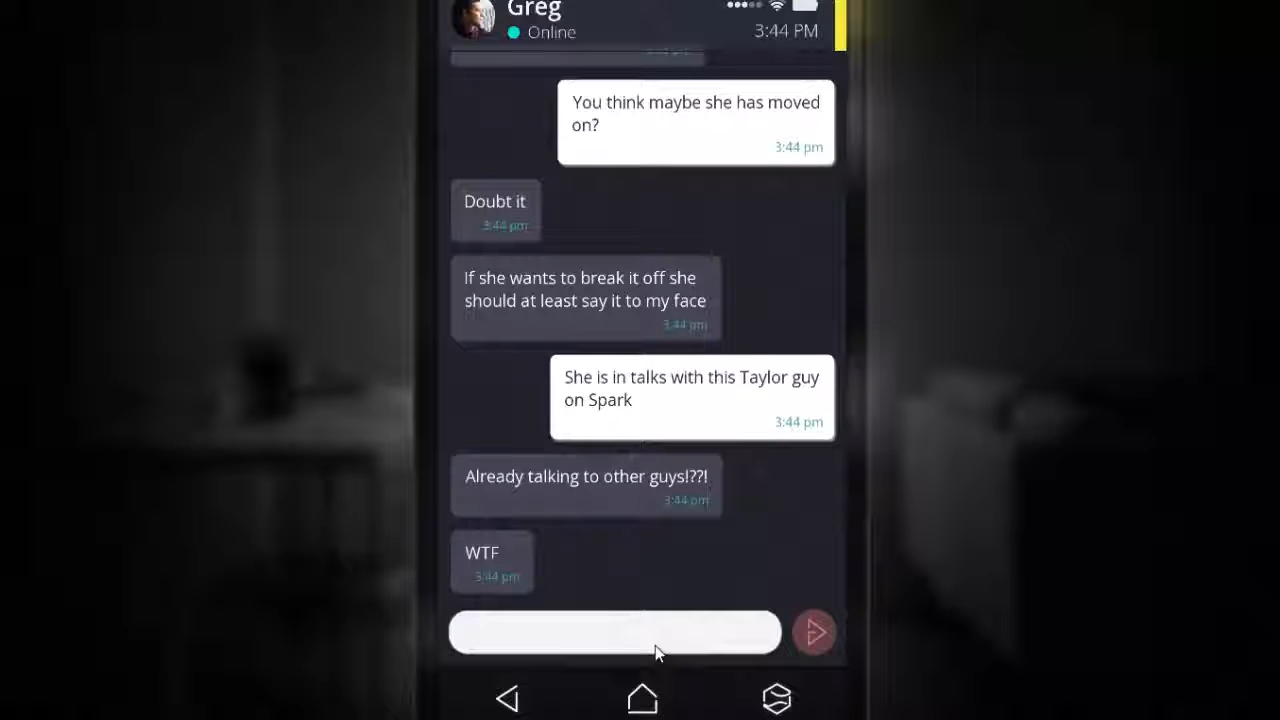 Greg
Online
3:44 PM
You think maybe she has moved
on?
3:44 pm
Doubt it
3:44 pm
If she wants to break it off she
should at least say it to my face
3:44 pm
She is in talks with this Taylor guy
on Spark
3:44 pm
Already talking to other guys!??!
3:44 pm
WTF
3:44 pm